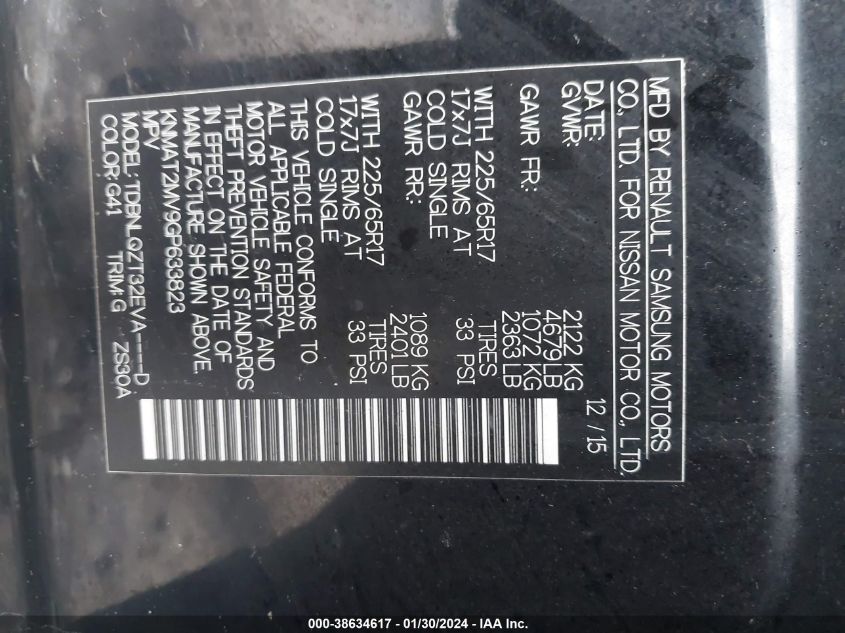 MFD BY RENAULT SAMSUNG MOTORS
CO., LTD. FOR NISSAN MOTOR CO., LTD.
DATE: 12 / 15
GVWR: 2122 KG
4679LB
GAWR FR: 1072 KG
2363 LB
WITH 225/65R17 TIRES
17x7J RIMS AT 33 PSI
COLD SINGLE
GAWR RR: 1089 KG
2401 LB
WITH 225/65R17 TIRES
17x7J RIMS AT 33 PSI
COLD SINGLE
THIS VEHICLE CONFORMS TO
ALL APPLICABLE FEDERAL
MOTOR VEHICLE SAFETY AND
THEFT PREVENTION STANDARDS
IN EFFECT ON THE DATE OF
MANUFACTURE SHOWN ABOVE.
KNMAT2MV9GP633823
MPV
MODEL: TDBNLQZT32EVA----D
COLOR: G41 TRIM: G ZS30A
000-38634617 - 01/30/2024 - IAA Inc.